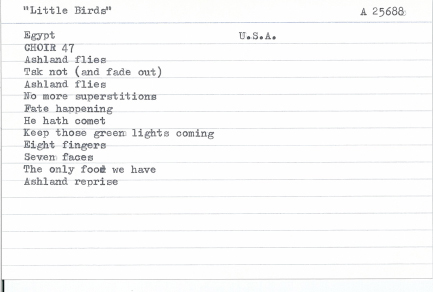 "Little Birds" A 25688
Egypt U.S.A.
CHOIR 47
Ashland flies
Tsk not (and fade out)
Ashland flies
No more superstitions
Fate happening
He hath comet
Keep those green lights coming
Eight fingers
Seven faces
The only food we have
Ashland reprise